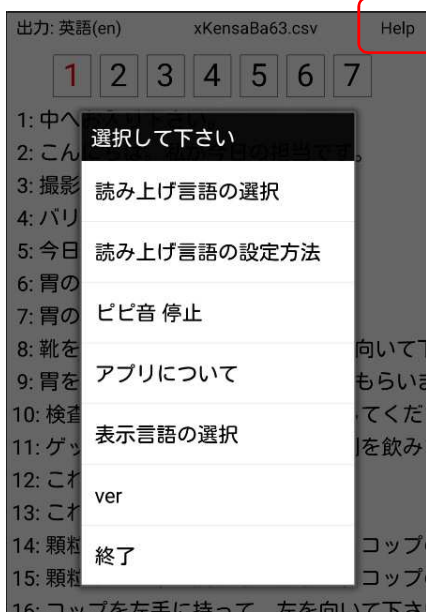 出力: 英語(en) xKensaBa63.csv Help
1 2 3 4 5 6 7
1: 中へ
選択して下さい
2: こん
3: 撮影
読み上げ言語の選択
4: バリ
5: 今日
読み上げ言語の設定方法
6: 胃の
7: 胃の
ピピ音 停止
8: 靴を 向いて下
9: 胃を もらいま
アプリについて
10: 検査 てくだ
表示言語の選択
11: ゲッ を飲み
12: これ
ver
13: これ
14: 顆粒 コップ
終了
15: 顆粒 コップ
16: コップを左手に持って、左を向いて下さ